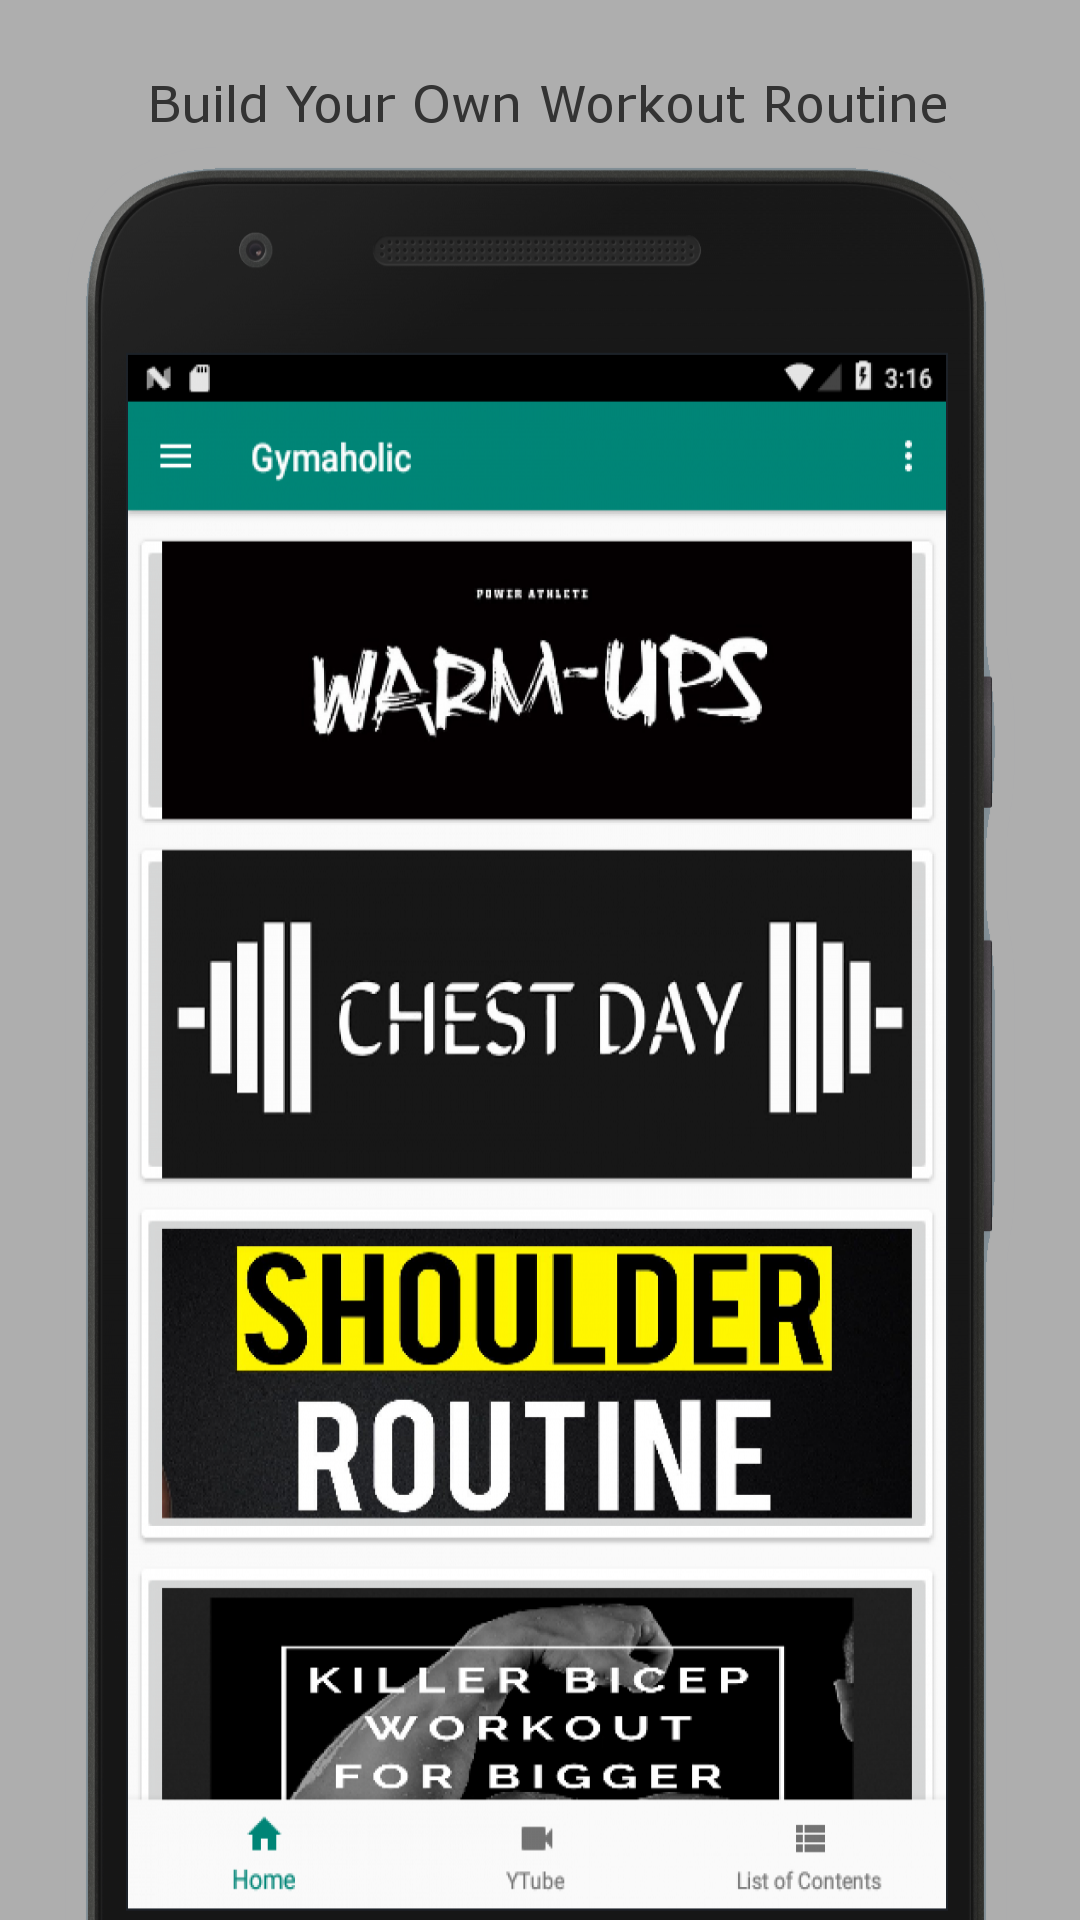 Build Your Own Workout Routine
3:16
Gymaholic
POWER ATHLETE
WARM-UPS
CHEST DAY
SHOULDER
ROUTINE
KILLER BICEP
WORKOUT
FOR BIGGER
Home
YTube
List of Contents